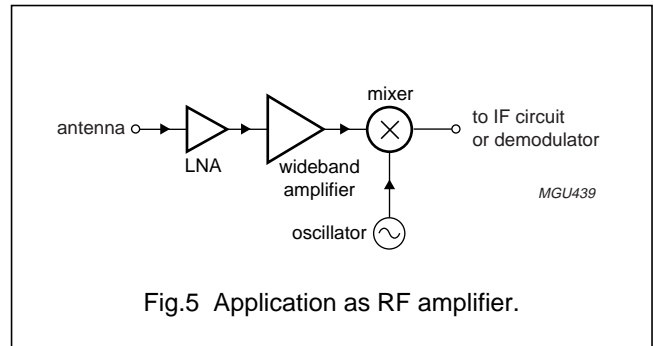 mixer
antenna
to IF circuit
or demodulator
LNA
wideband
amplifier
MGU439
oscillator
Fig.5 Application as RF amplifier.